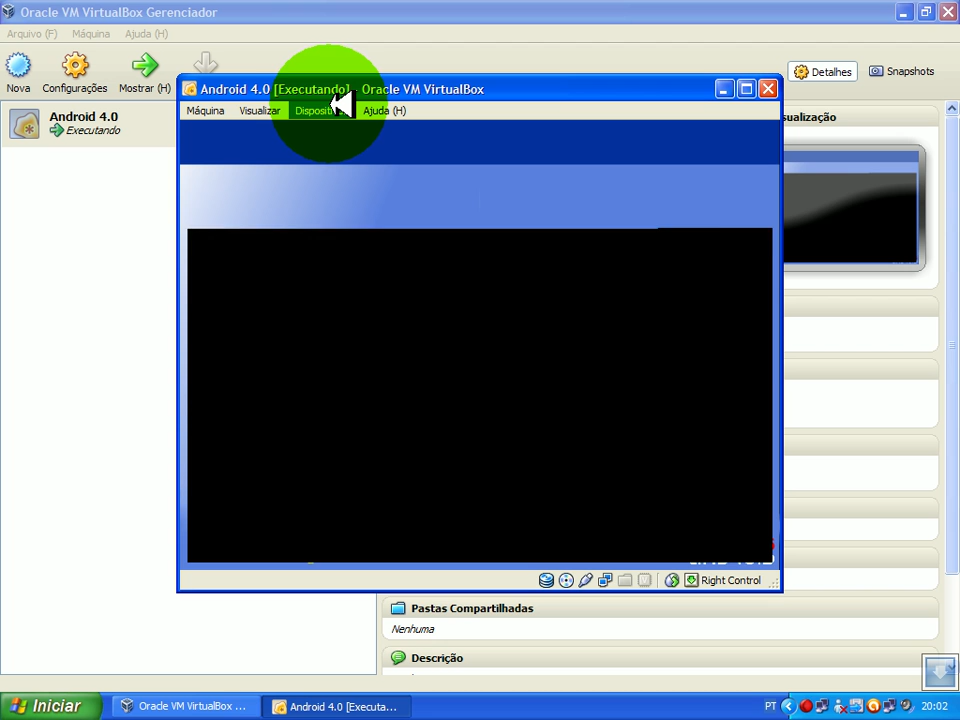 Oracle VM VirtualBox Gerenciador
Arquivo (F) Máquina Ajuda (H)
Nova Configurações Mostrar (H)
Detalhes Snapshots
Android 4.0
Executando
Android 4.0 [Executando] - Oracle VM VirtualBox
Máquina Visualizar Ajuda (H)
Right Control
Pastas Compartilhadas
Nenhuma
Descrição
Iniciar Oracle VM VirtualBox ... Android 4.0 [Executa... PT 20:02